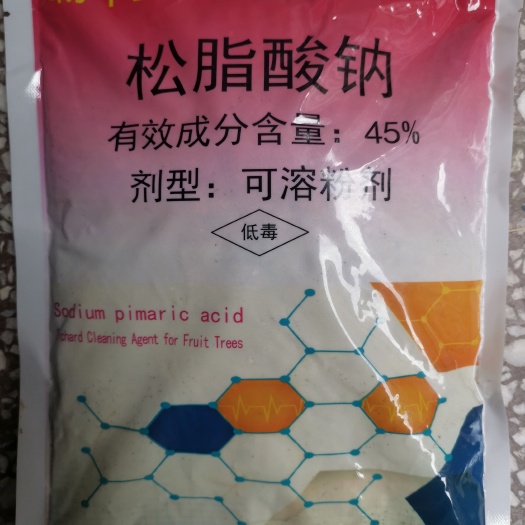 松脂酸钠
有效成分含量：45%
剂型：可溶粉剂
低毒
Sodium pimaric acid
Cleaning Agent for Fruit Trees